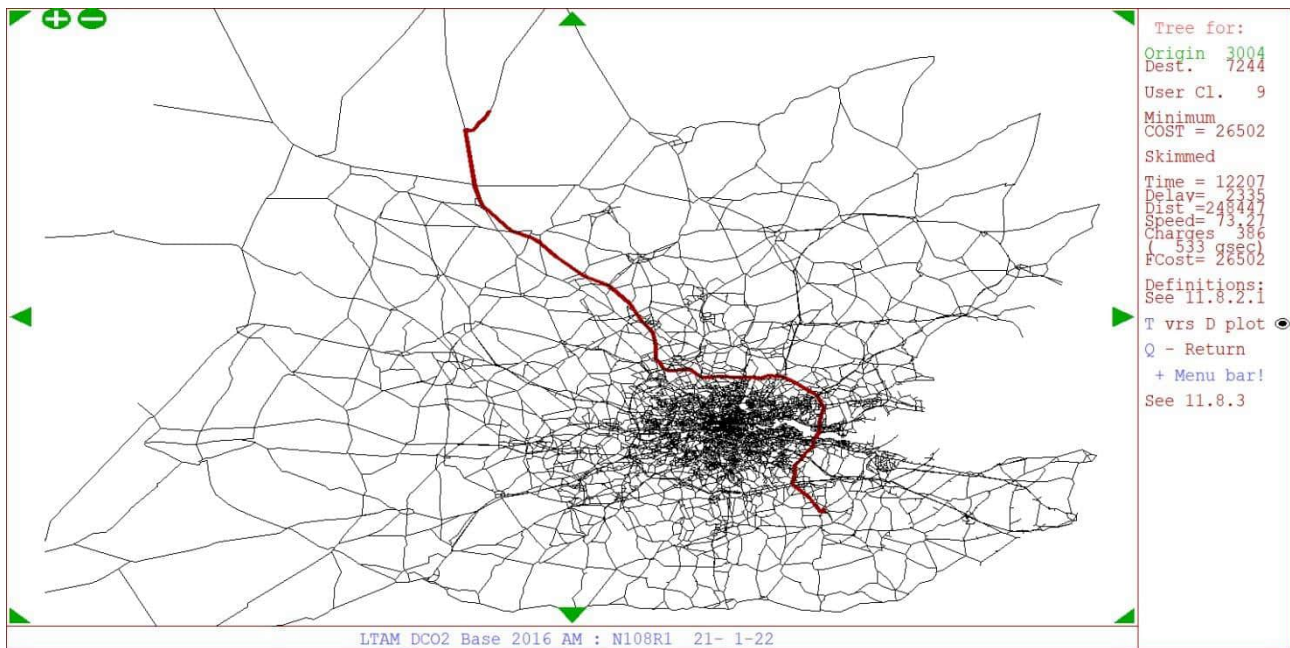 Tree for:
Origin 3004
Dest. 7244
User Cl. 9
Minimum
COST = 26502
Skimmed
Time = 12207
Delay= 2335
Dist =248447
Speed= 73.27
Charges 386
( 533 gsec)
FCost= 26502
Definitions:
See 11.8.2.1
T vrs D plot
Q - Return
+ Menu bar!
See 11.8.3
LTAM DCO2 Base 2016 AM : N108R1 21- 1-22